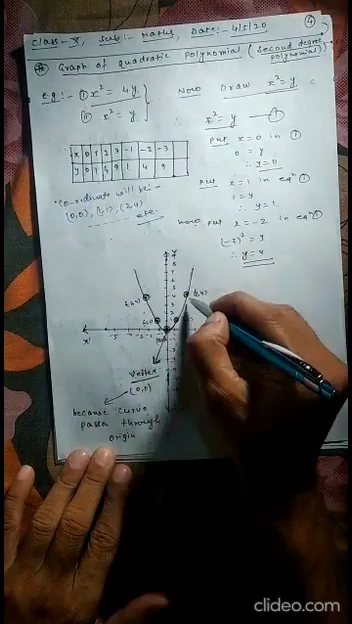 Class-X, Sub:- Maths, Date:- 4/5/20
4
* Graph of quadratic Polynomial (second degree polynomial)
e.g:- (i) x² = 4y
(ii) x² = y
Now Draw x² = y
x² = y — (1)
put x = 0 in (1)
0 = y
∴ y = 0
put x = 1 in eqⁿ (1)
1 = y
∴ y = 1
now put x = -2 in eqⁿ (1)
(-2)² = y
∴ y = 4
x 0 1 2 3 -1 -2 -3
y 0 1 4 9 1 4 9
Co-ordinate will be:-
(0,0), (1,1), (2,4)
etc.
Vertex
(0,0)
because curve
passes through
origin
clideo.com